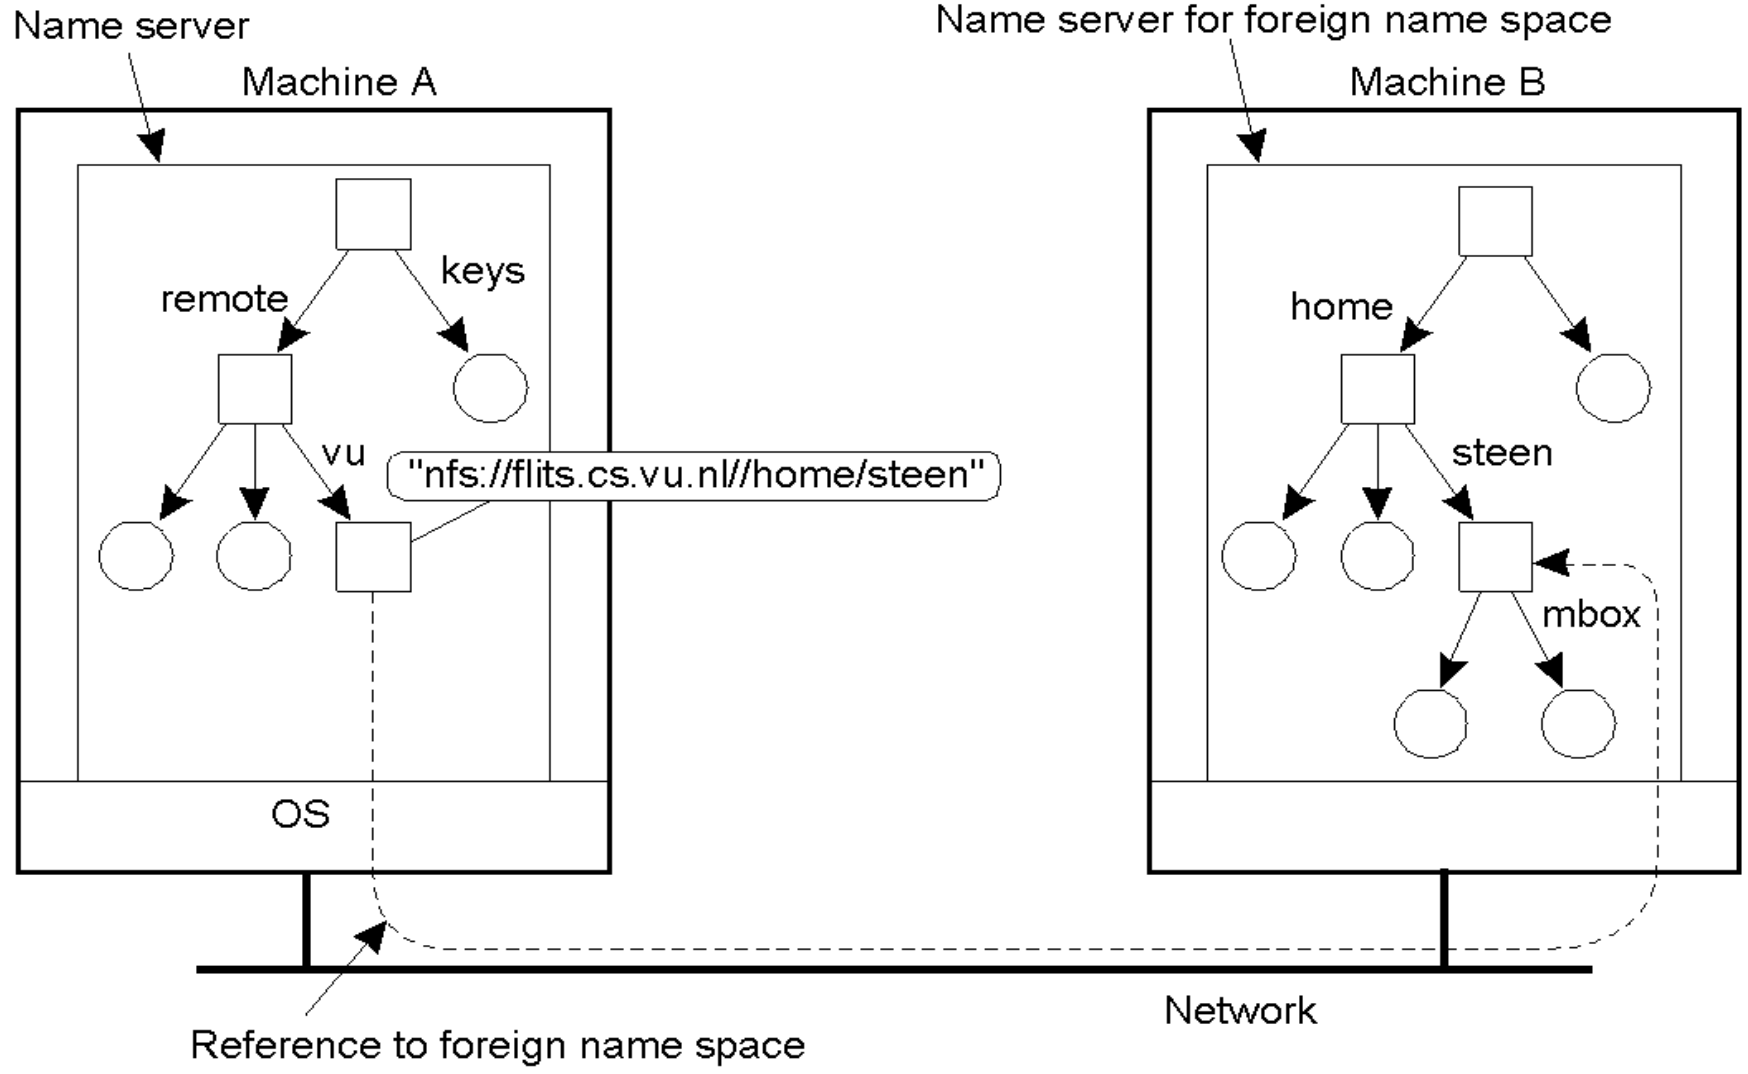 Name server
Name server for foreign name space
Machine A
Machine B
keys
remote
home
vu
steen
"nfs://flits.cs.vu.nl//home/steen"
mbox
OS
Network
Reference to foreign name space